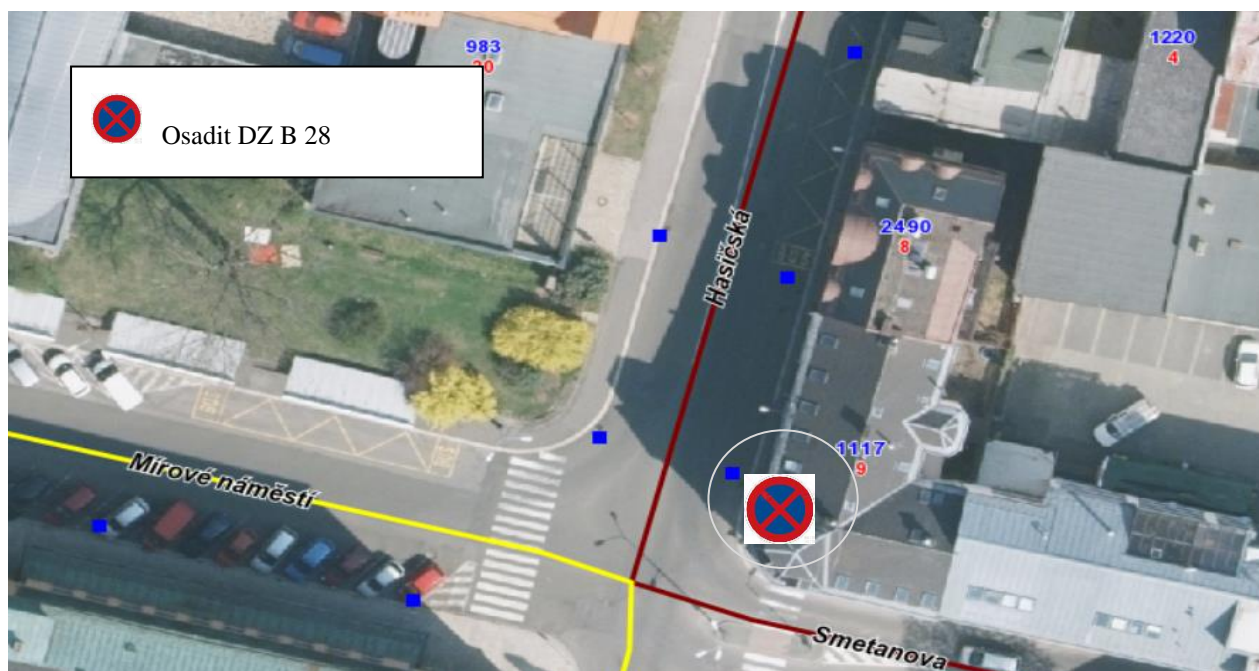 983
20
1220
4
Osadit DZ B 28
2490
8
Hasičská
1117
9
Mírové náměstí
Smetanova